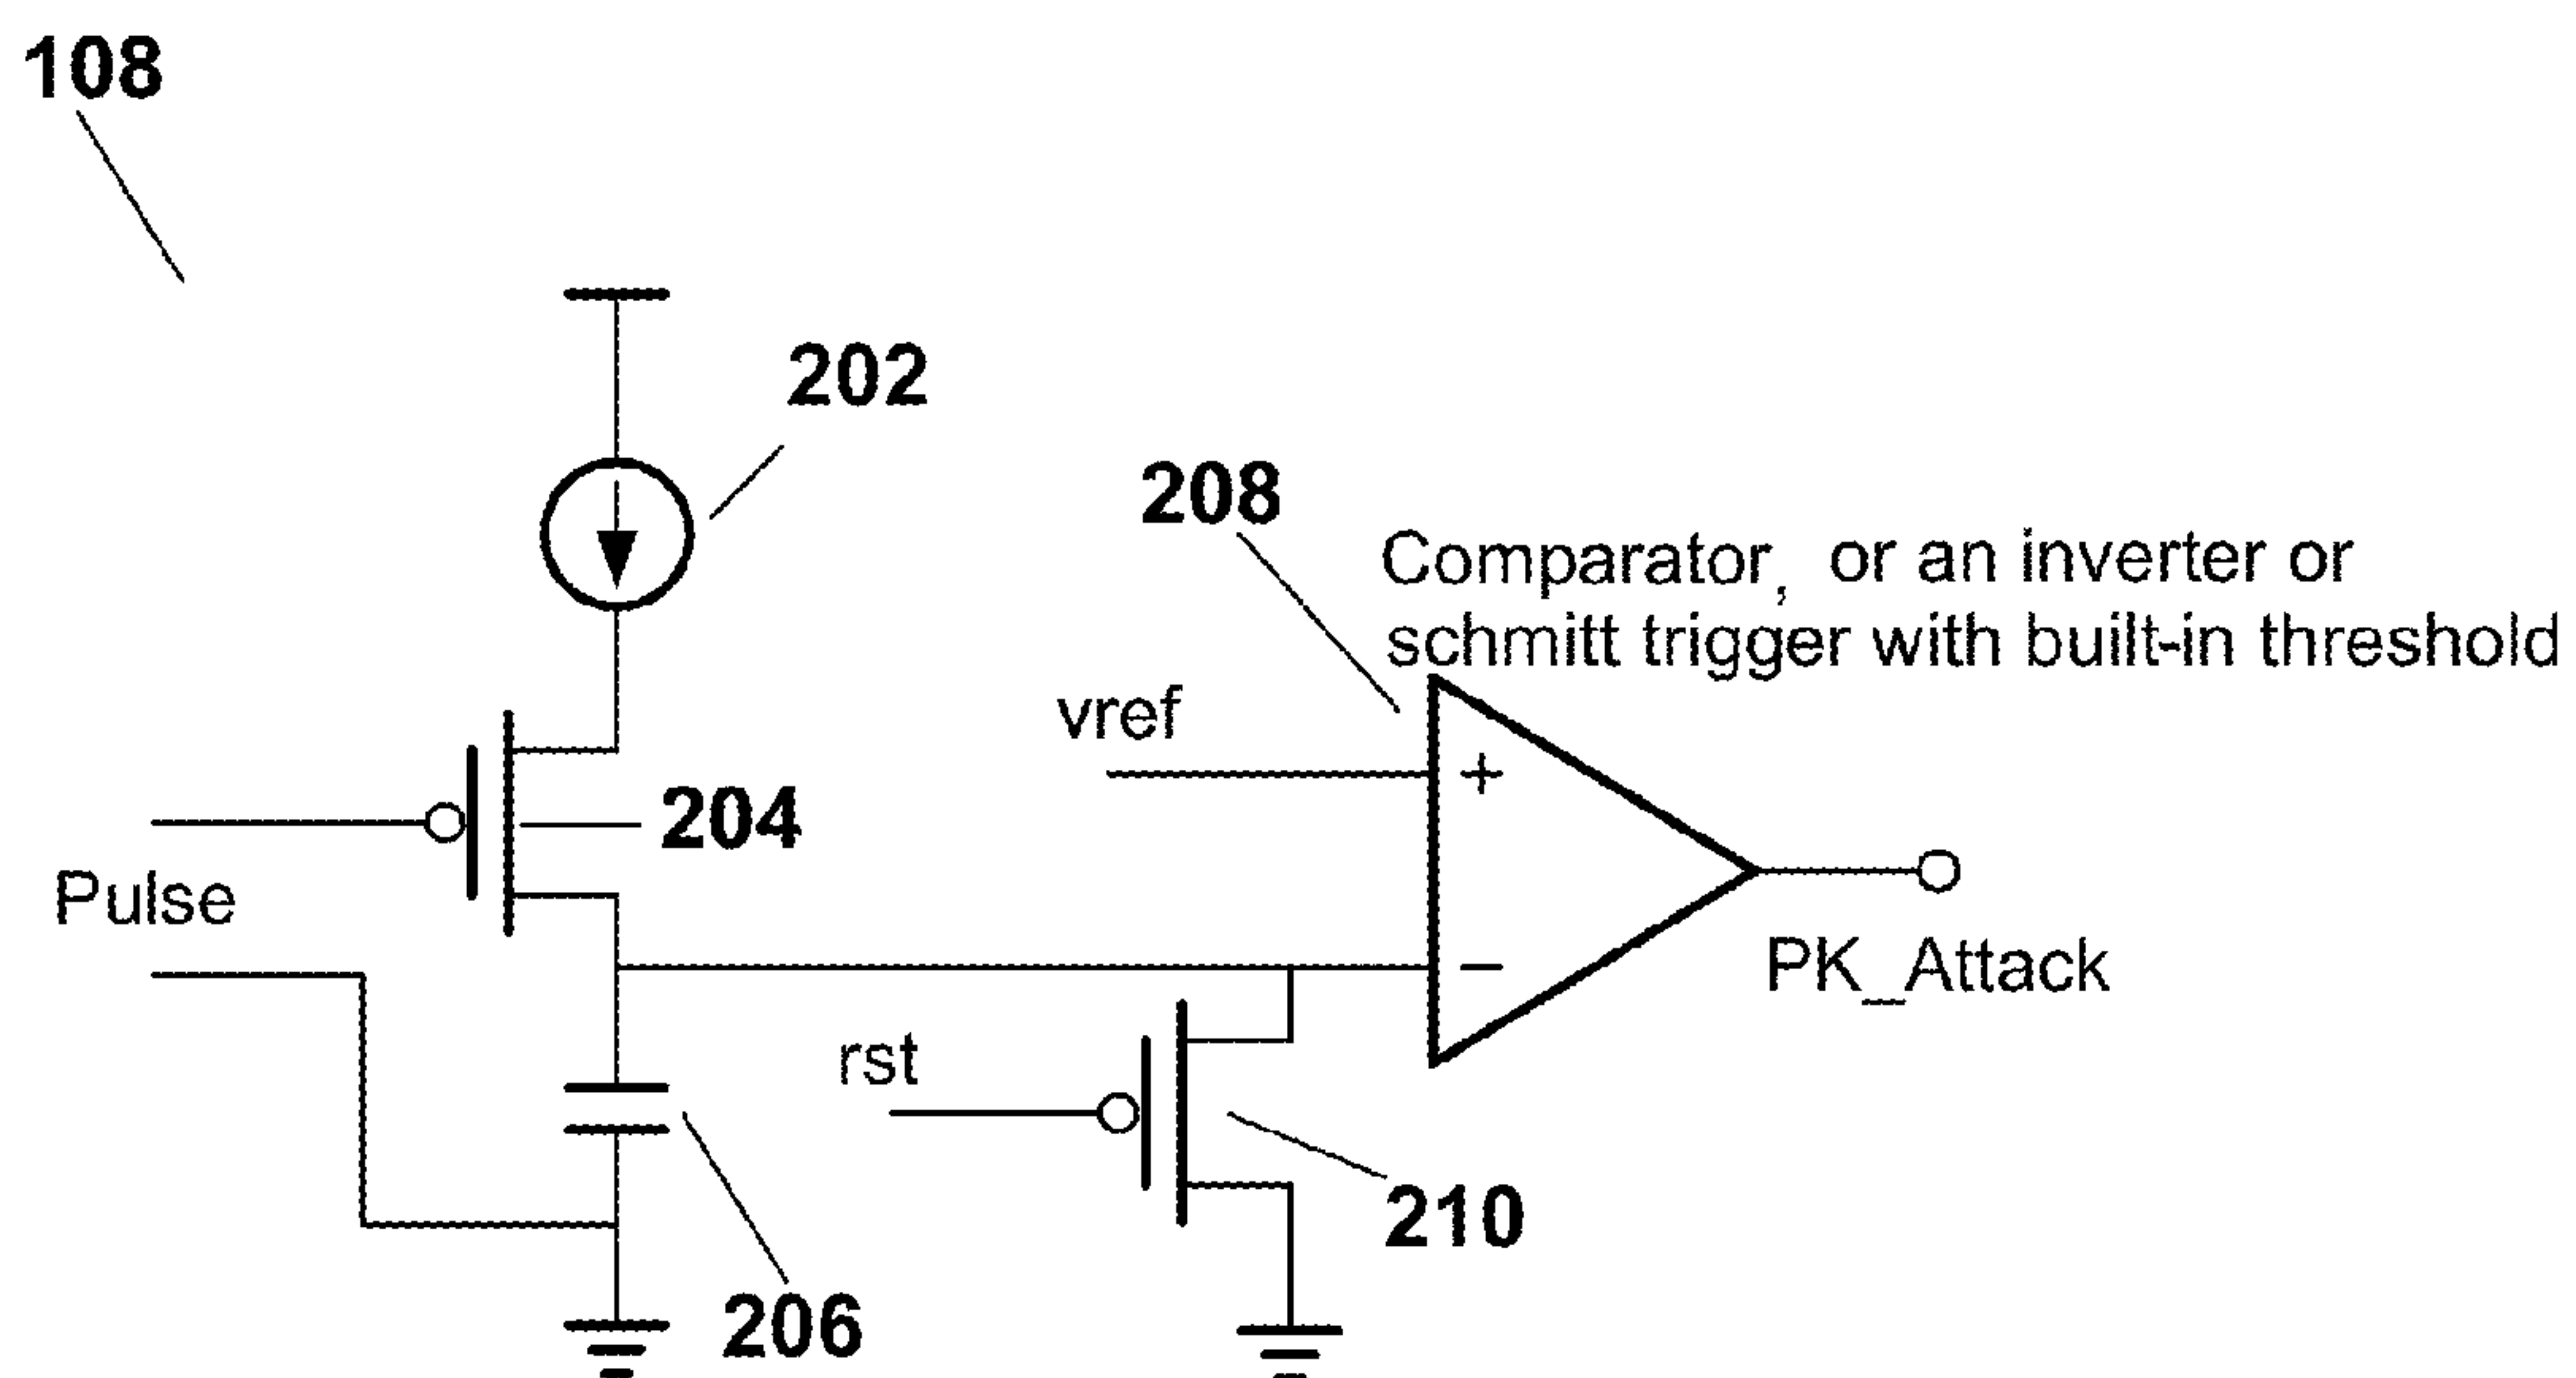 108
202
208
Comparator, or an inverter or
schmitt trigger with built-in threshold
vref
+
204
Pulse
−
PK_Attack
rst
210
206